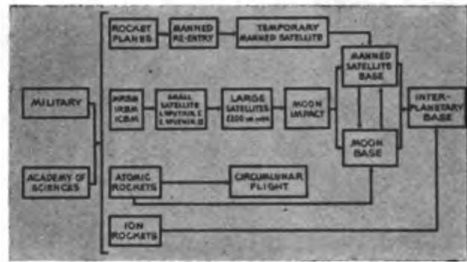 ROCKET
PLANES
MANNED
RE-ENTRY
TEMPORARY
MANNED SATELLITE
MANNED
SATELLITE
BASE
MILITARY
MRBM
IRBM
ICBM
SMALL
SATELLITE
LARGE
SATELLITES
MOON
IMPACT
INTER-
PLANETARY
BASE
MOON
BASE
ACADEMY OF
SCIENCES
ATOMIC
ROCKETS
CIRCUMLUNAR
FLIGHT
ION
ROCKETS